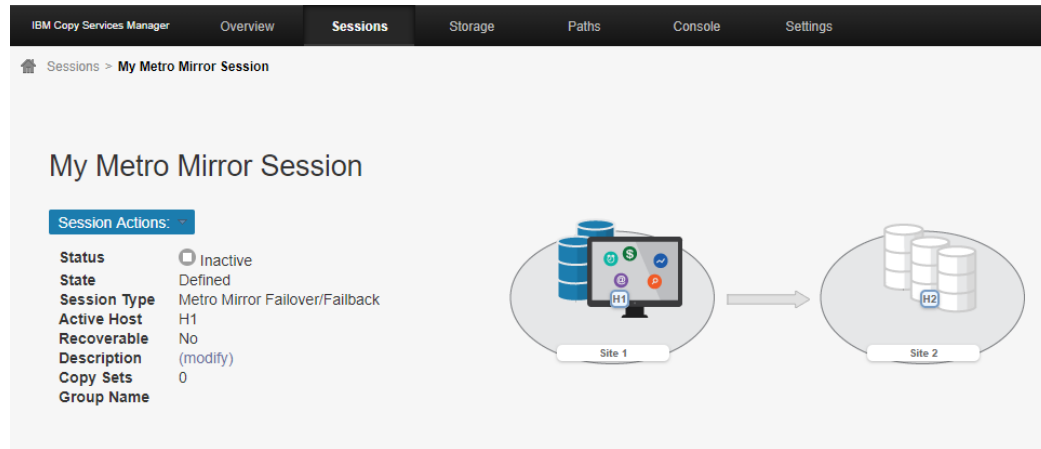 IBM Copy Services Manager Overview Sessions Storage Paths Console Settings
Sessions > My Metro Mirror Session
My Metro Mirror Session
Session Actions:
Status Inactive
State Defined
Session Type Metro Mirror Failover/Failback
Active Host H1
Recoverable No
Description (modify)
Copy Sets 0
Group Name
$
@
H1
H2
Site 1
Site 2